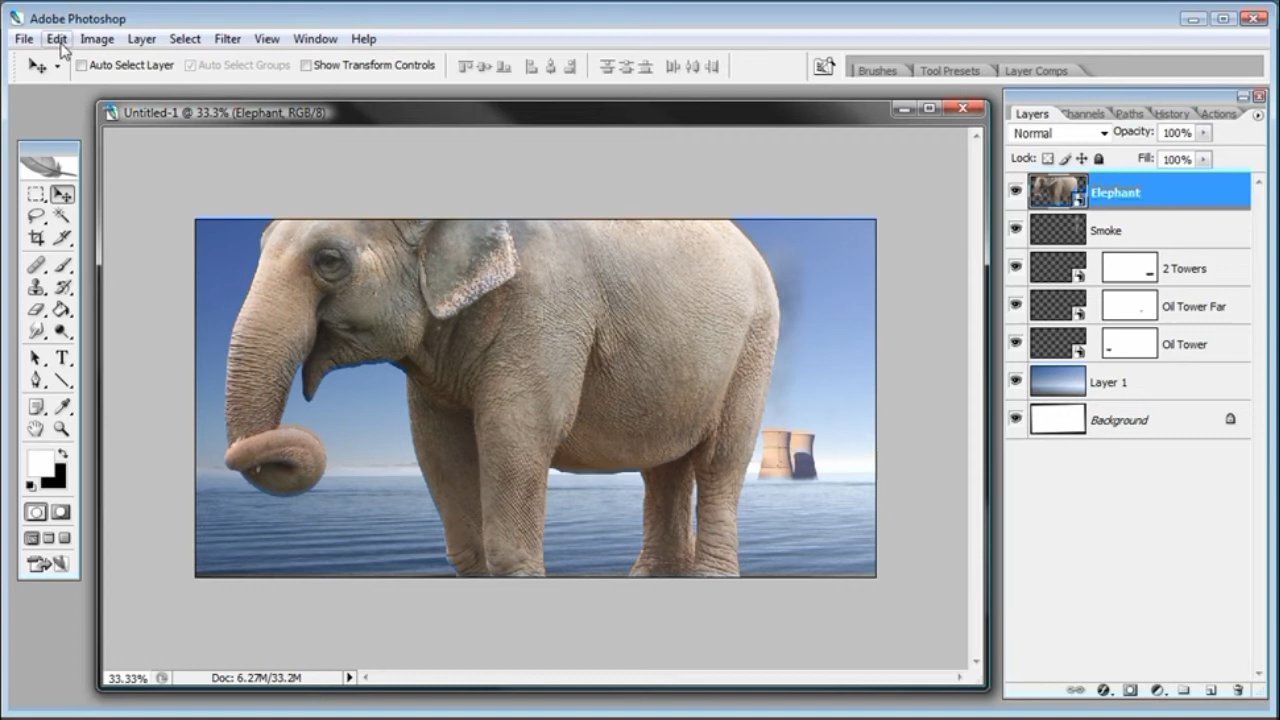 Adobe Photoshop
File Edit Image Layer Select Filter View Window Help
Auto Select Layer Auto Select Groups Show Transform Controls Brushes Tool Presets Layer Comps
Untitled-1 @ 33.3% (Elephant, RGB/8)
Layers Channels Paths History Actions
Normal Opacity: 100%
Lock: Fill: 100%
Elephant
Smoke
2 Towers
Oil Tower Far
Oil Tower
Layer 1
Background
T
33.33% Doc: 6.27M/33.2M